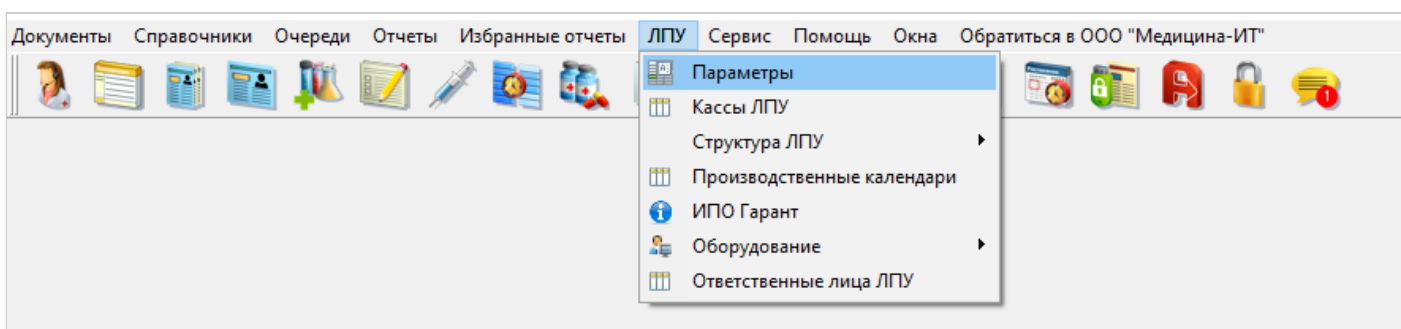 Документы Справочники Очереди Отчеты Избранные отчеты ЛПУ Сервис Помощь Окна Обратиться в ООО "Медицина-ИТ"
1
Параметры
Кассы ЛПУ
Структура ЛПУ
Производственные календари
ИПО Гарант
Оборудование
Ответственные лица ЛПУ